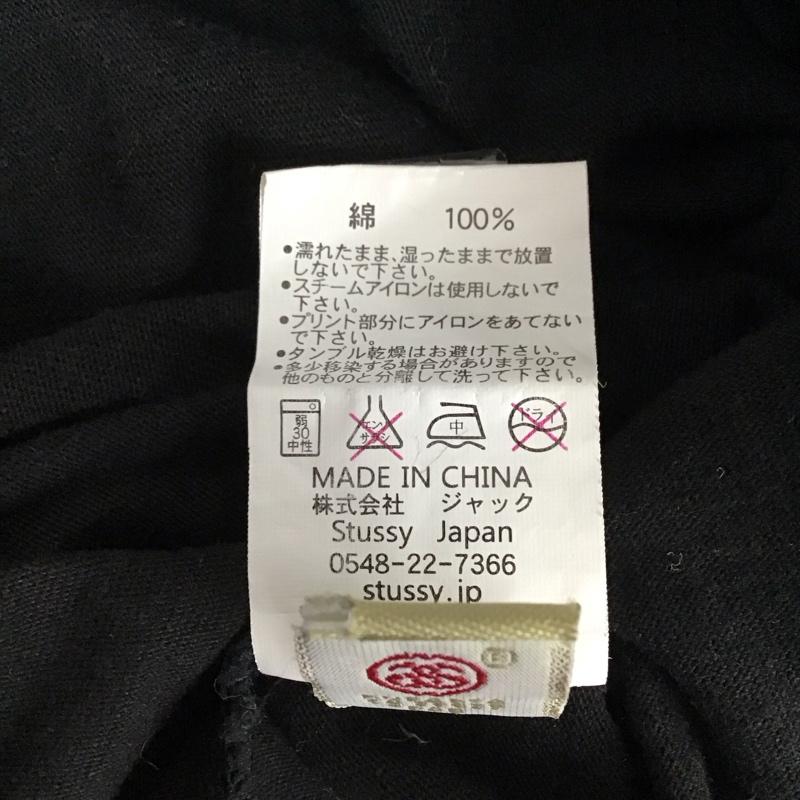 綿 100%
●濡れたまま、湿ったままで放置
しないで下さい。
●スチームアイロンは使用しないで
下さい。
●プリント部分にアイロンをあてない
で下さい。
●タンブル乾燥はお避け下さい。
●多少移染する場合がありますので
他のものと分離して洗って下さい。
弱
30
中性
エンソ
サラシ
中
ドライ
MADE IN CHINA
株式会社 ジャック
Stussy Japan
0548-22-7366
stussy.jp